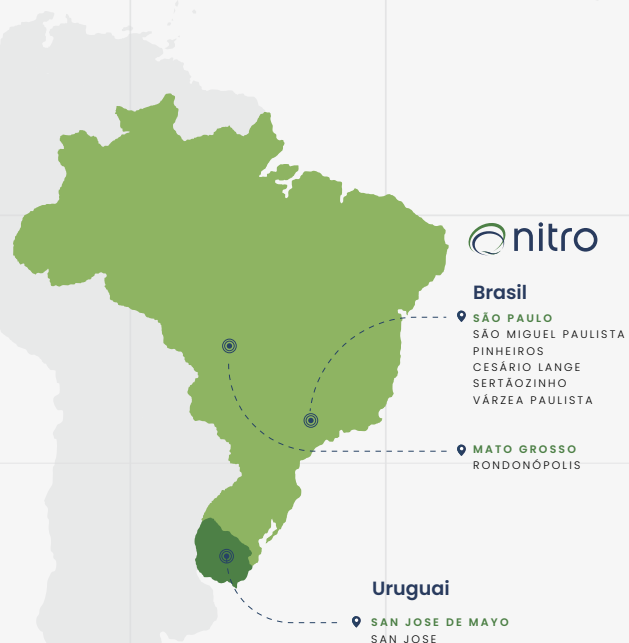 nitro
Brasil
SÃO PAULO
SÃO MIGUEL PAULISTA
PINHEIROS
CESÁRIO LANGE
SERTÃOZINHO
VÁRZEA PAULISTA
MATO GROSSO
RONDONÓPOLIS
Uruguai
SAN JOSE DE MAYO
SAN JOSE